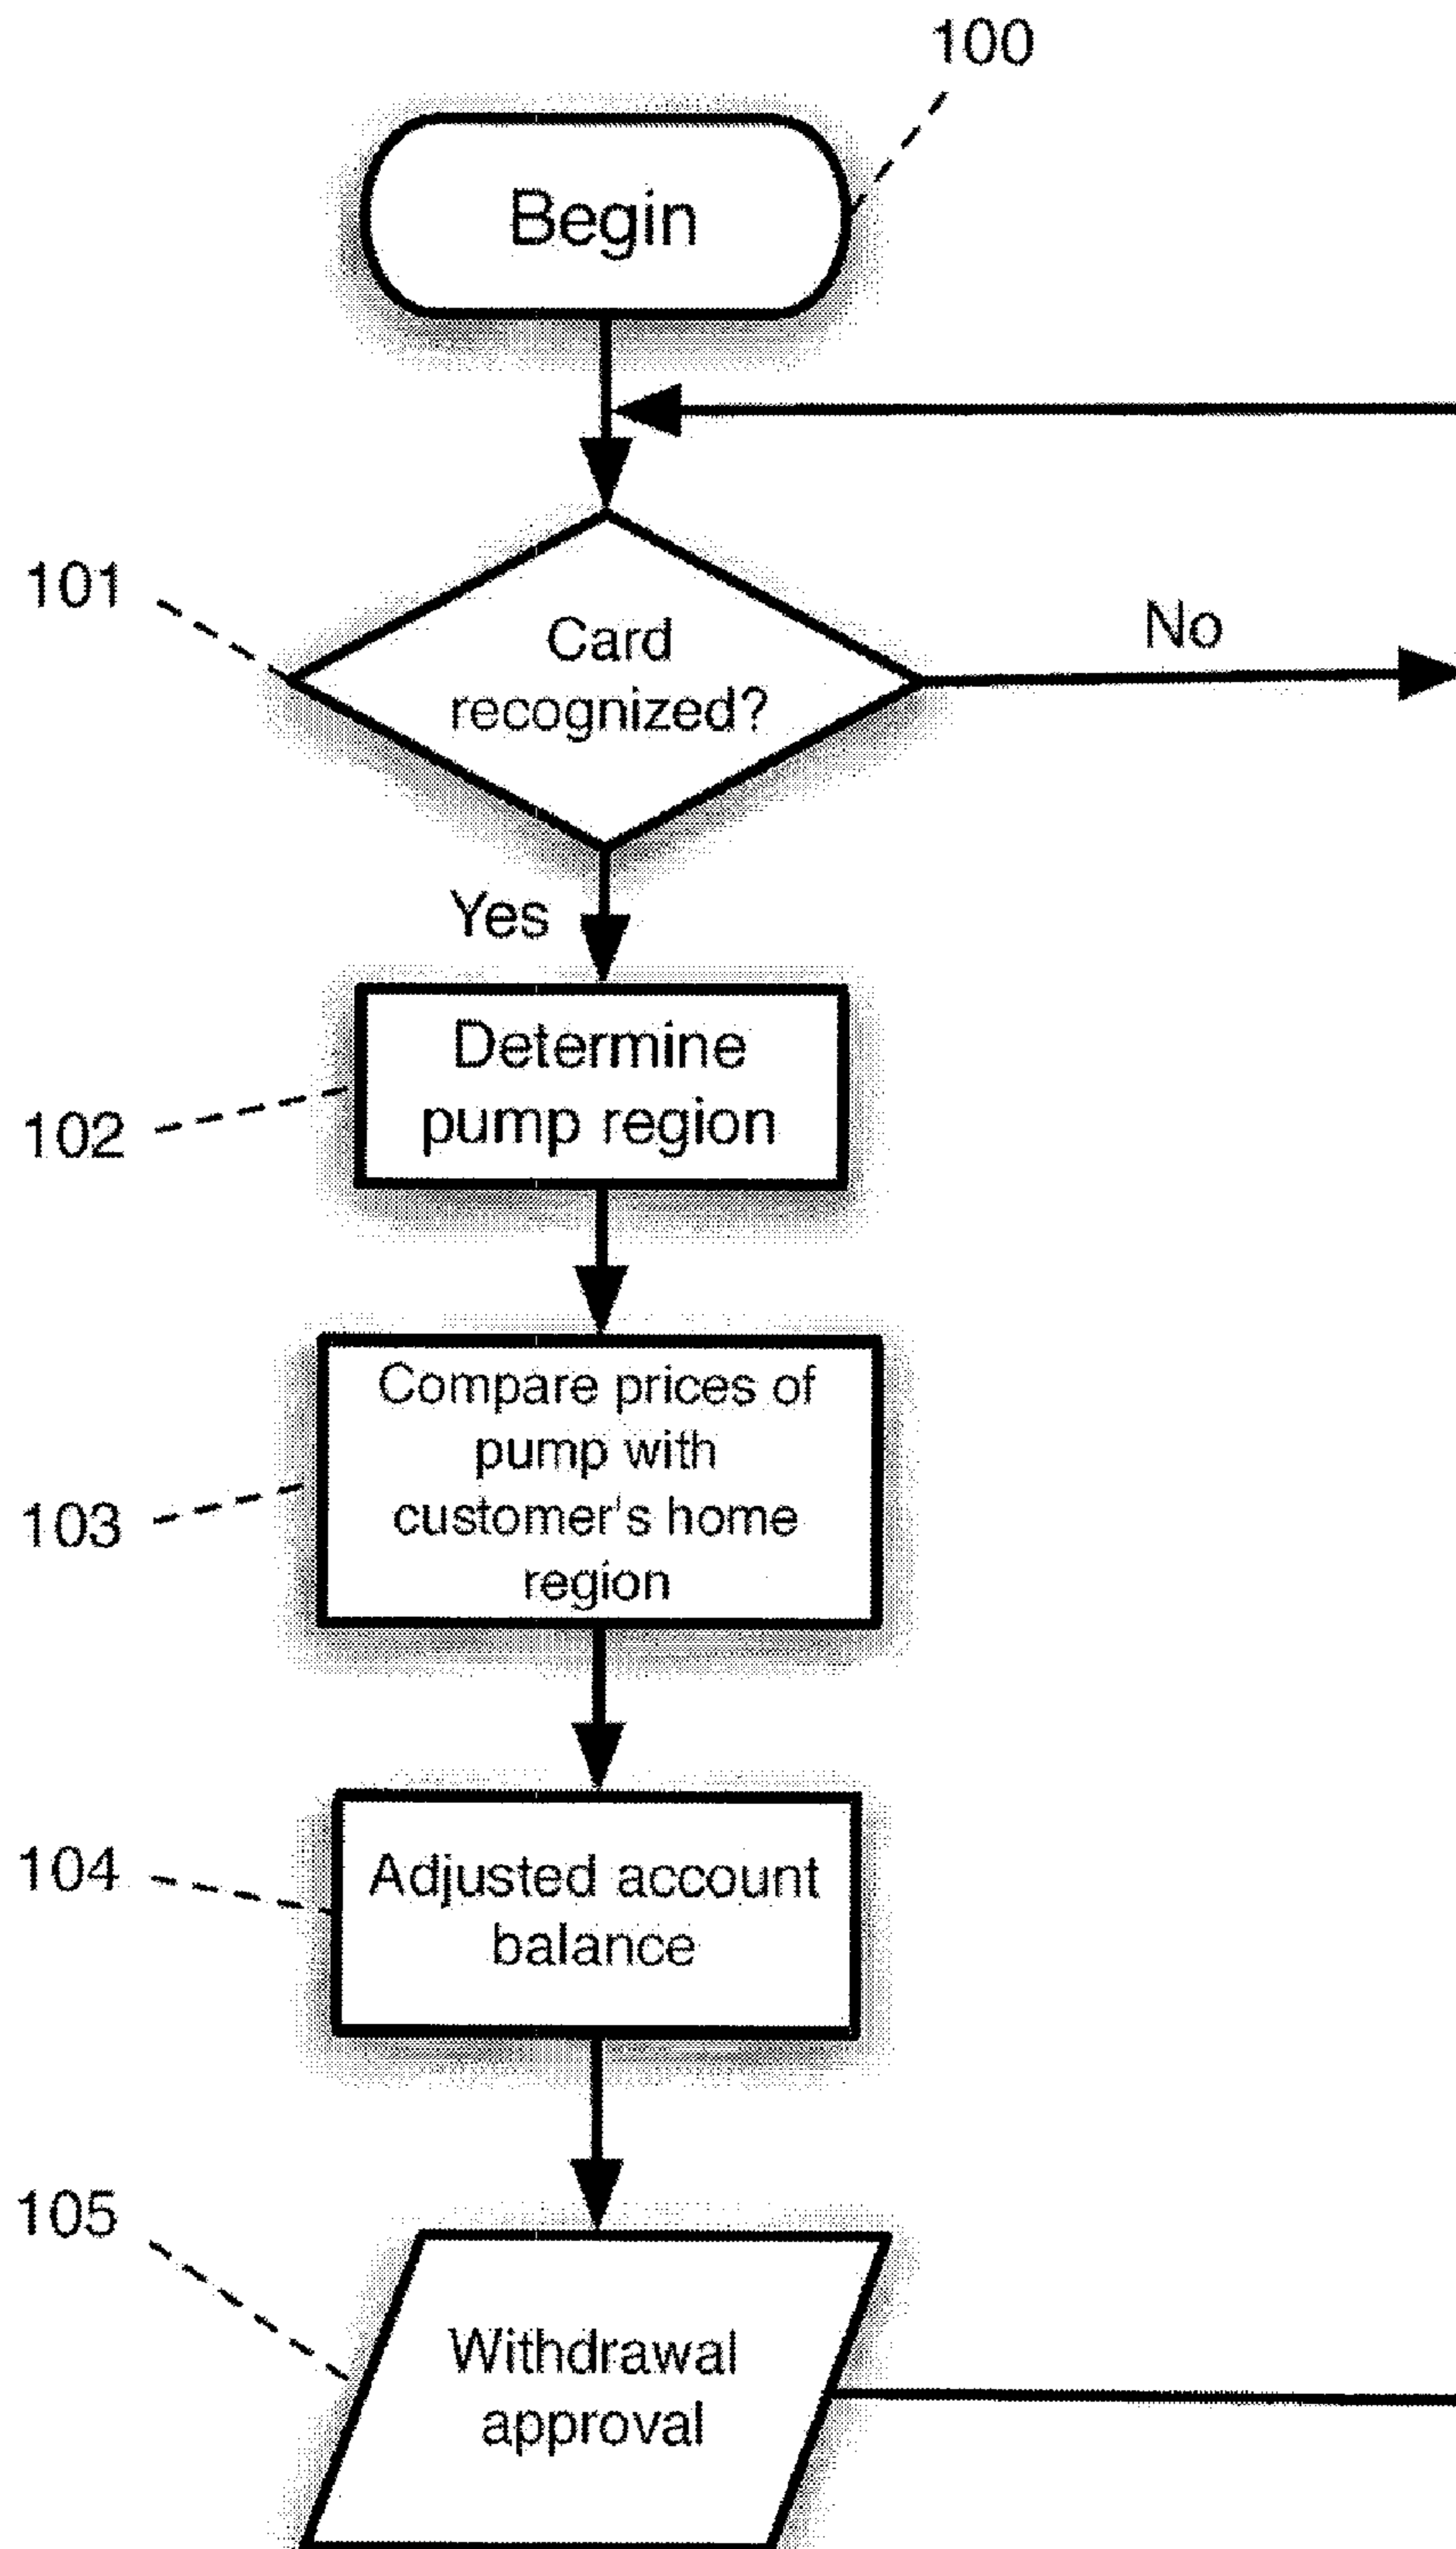 100
Begin
101
Card
recognized?
No
Yes
102
Determine
pump region
103
Compare prices of
pump with
customer's home
region
104
Adjusted account
balance
105
Withdrawal
approval